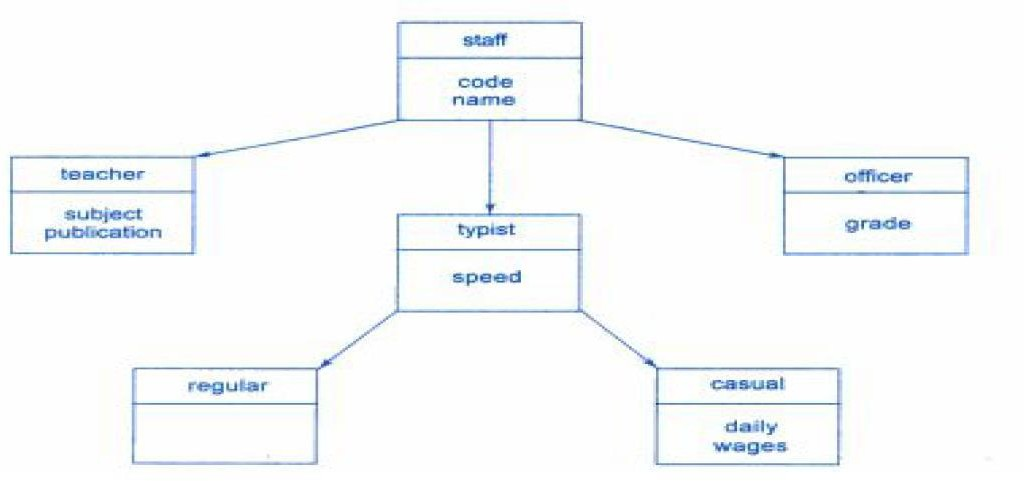 staff
code
name
teacher
subject
publication
officer
grade
typist
speed
regular
casual
daily
wages